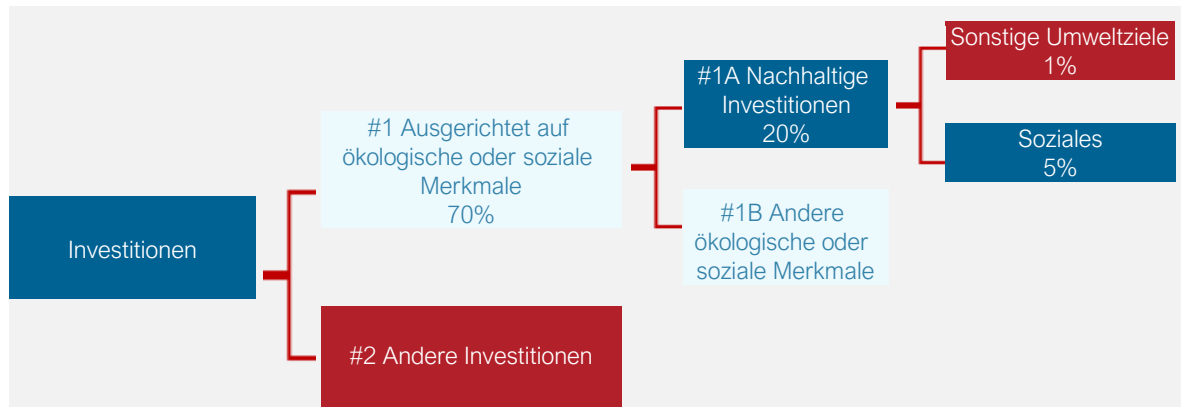 Investitionen
#1 Ausgerichtet auf
ökologische oder soziale
Merkmale
70%
#2 Andere Investitionen
#1A Nachhaltige
Investitionen
20%
#1B Andere
ökologische oder
soziale Merkmale
Sonstige Umweltziele
1%
Soziales
5%